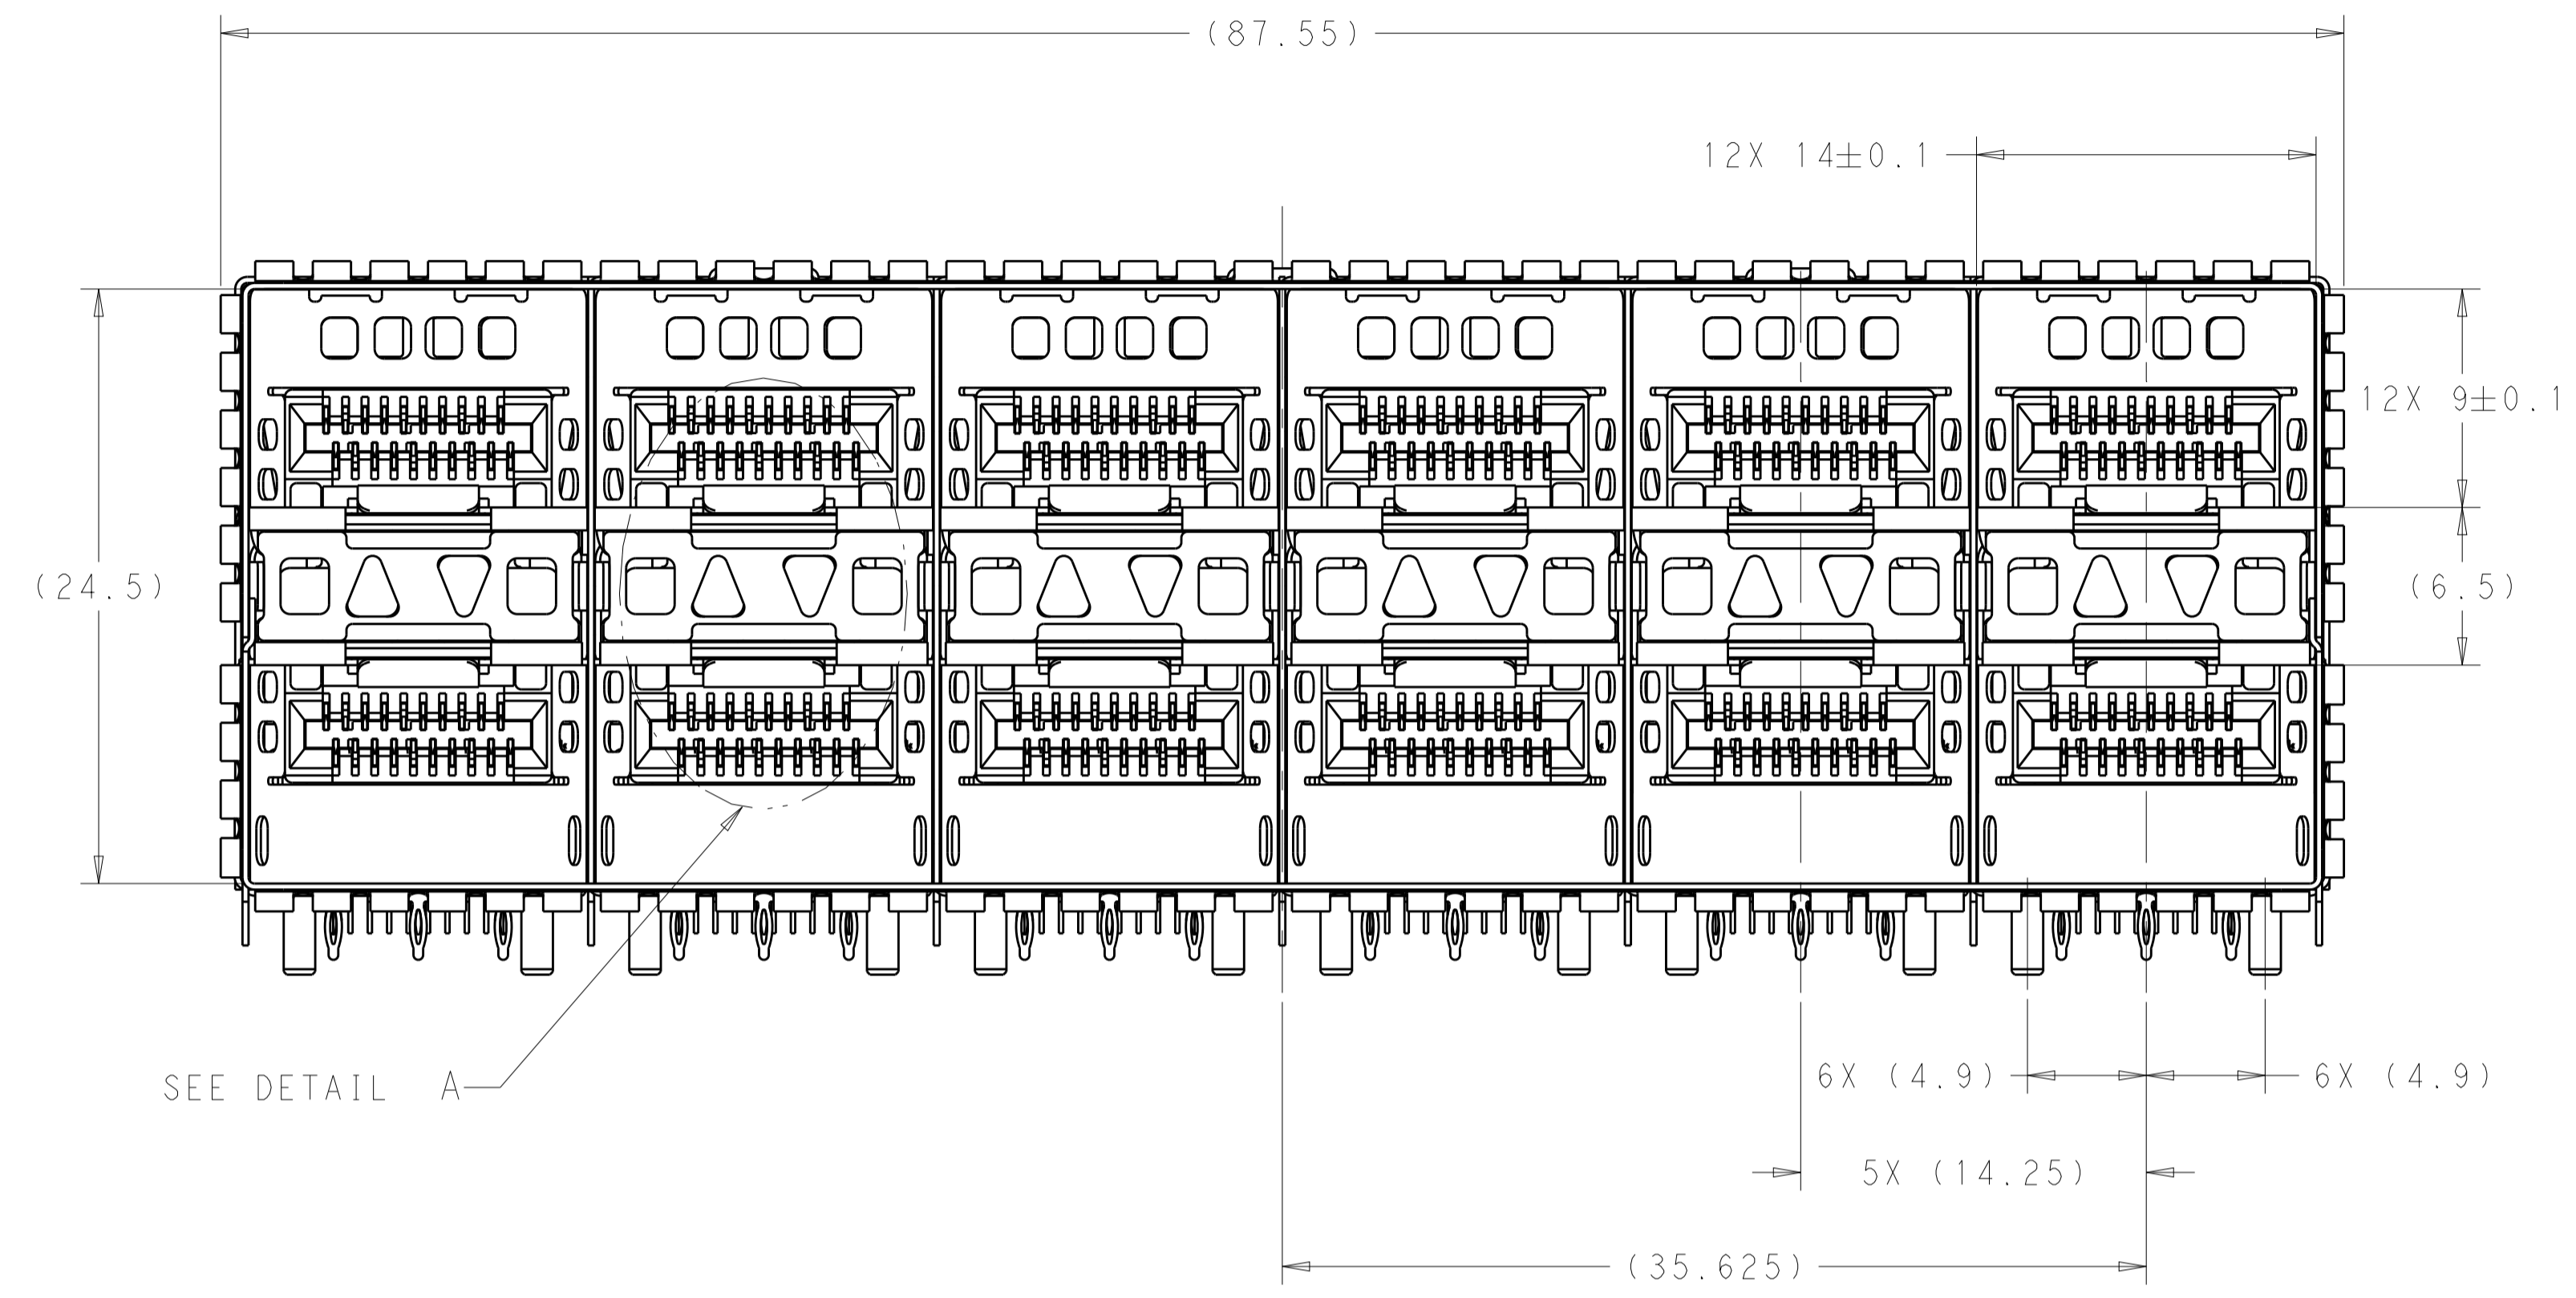 (87.55)
12X 14±0.1
12X 9±0.1
(24.5)
(6.5)
SEE DETAIL A
6X (4.9)
6X (4.9)
5X (14.25)
(35.625)